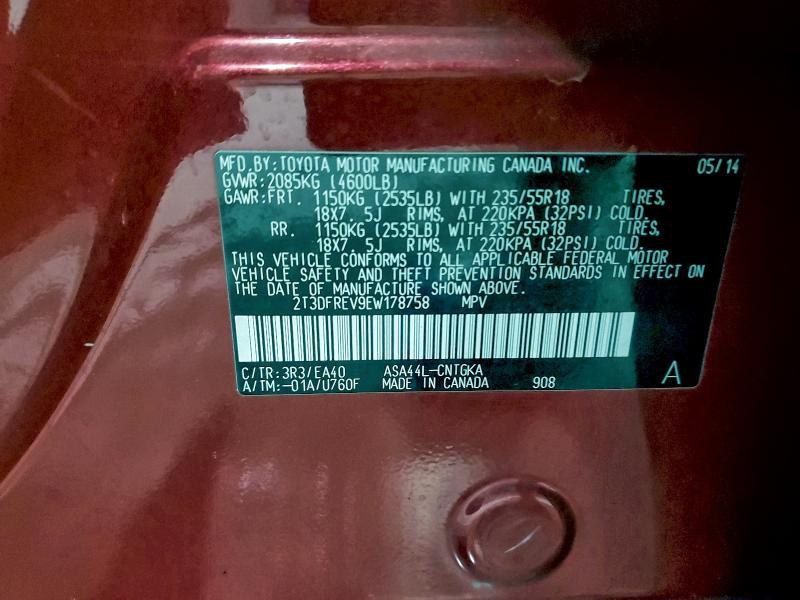 MFD.BY:TOYOTA MOTOR MANUFACTURING CANADA INC. 05/14
GVWR:2085KG (4600LB)
GAWR:FRT. 1150KG (2535LB) WITH 235/55R18 TIRES,
18X7. 5J RIMS, AT 220KPA (32PSI) COLD.
RR. 1150KG (2535LB) WITH 235/55R18 TIRES,
18X7. 5J RIMS, AT 220KPA (32PSI) COLD.
THIS VEHICLE CONFORMS TO ALL APPLICABLE FEDERAL MOTOR
VEHICLE SAFETY AND THEFT PREVENTION STANDARDS IN EFFECT ON
THE DATE OF MANUFACTURE SHOWN ABOVE.
2T3DFREV9EW178758 MPV
C/TR:3R3/EA40 ASA44L-CNTGKA
A/TM:-01A/U760F MADE IN CANADA 908 A